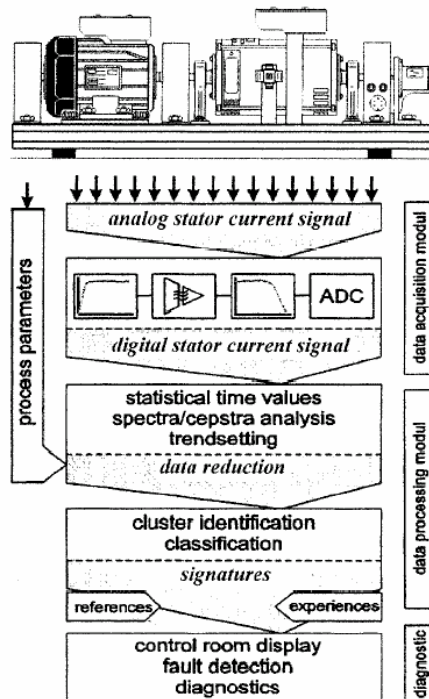 analog stator current signal
ADC
digital stator current signal
process parameters
statistical time values
spectra/cepstra analysis
trendsetting
data reduction
cluster identification
classification
signatures
references
experiences
control room display
fault detection
diagnostics
data acquisition modul
data processing modul
diagnostic